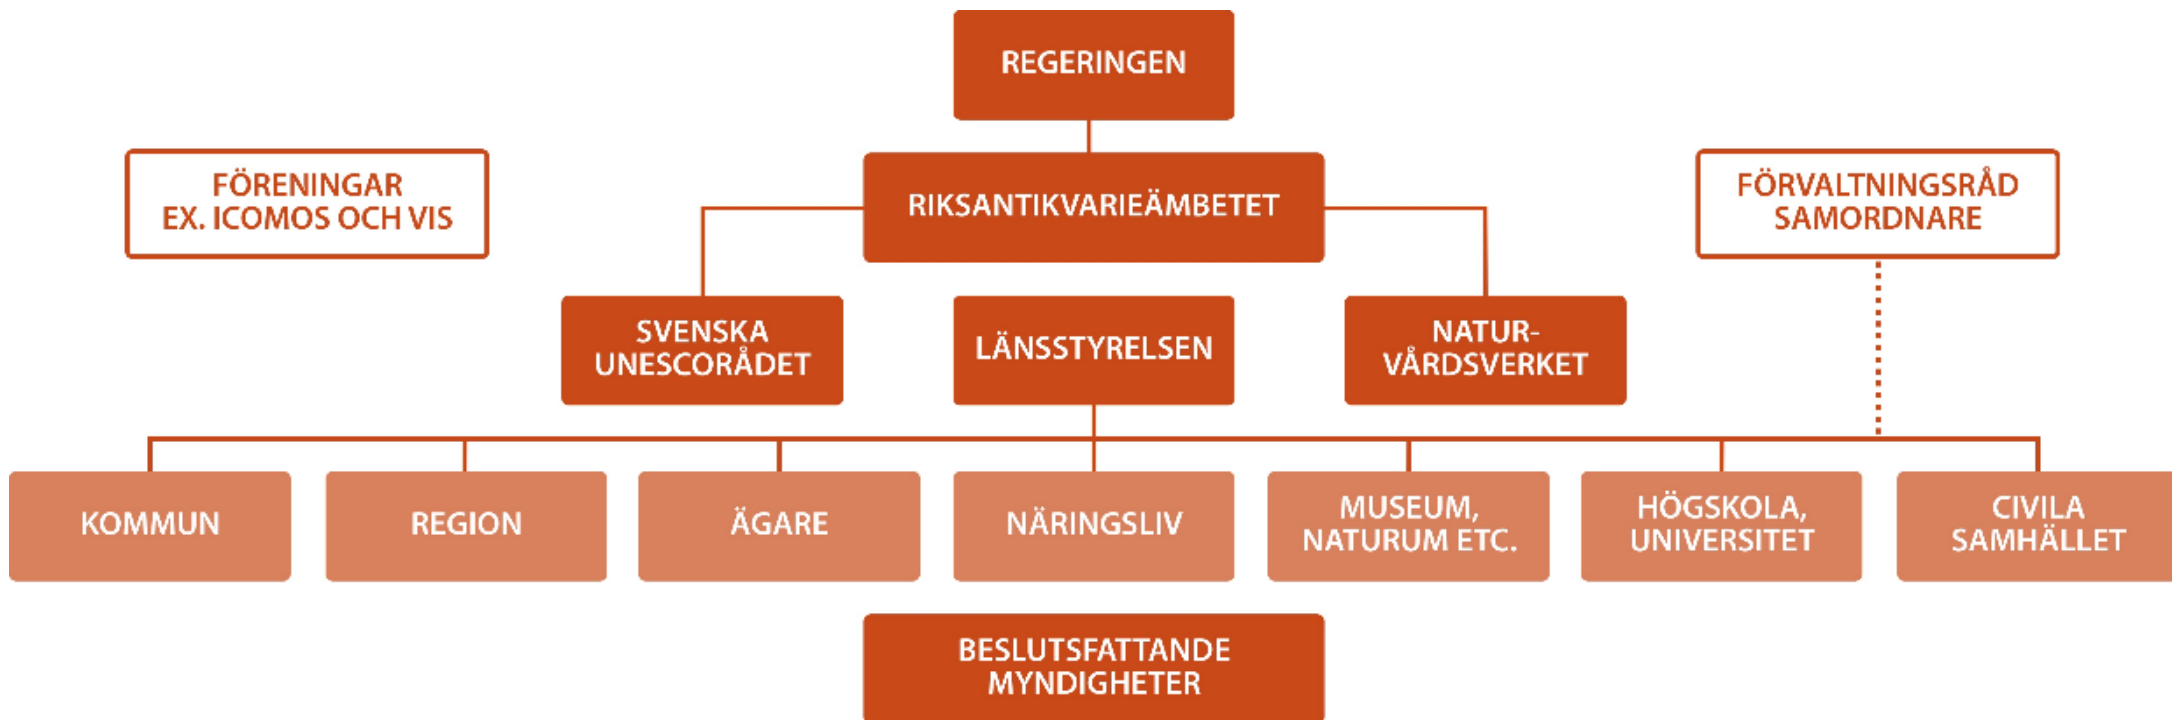 REGERINGEN
FÖRENINGAR
EX. ICOMOS OCH VIS
RIKSANTIKVARIEÄMBETET
FÖRVALTNINGSRÅD
SAMORDNARE
SVENSKA
UNESCORÅDET
LÄNSSTYRELSEN
NATUR-
VÅRDSVERKET
KOMMUN
REGION
ÄGARE
NÄRINGSLIV
MUSEUM,
NATURUM ETC.
HÖGSKOLA,
UNIVERSITET
CIVILA
SAMHÄLLET
BESLUTSFATTANDE
MYNDIGHETER